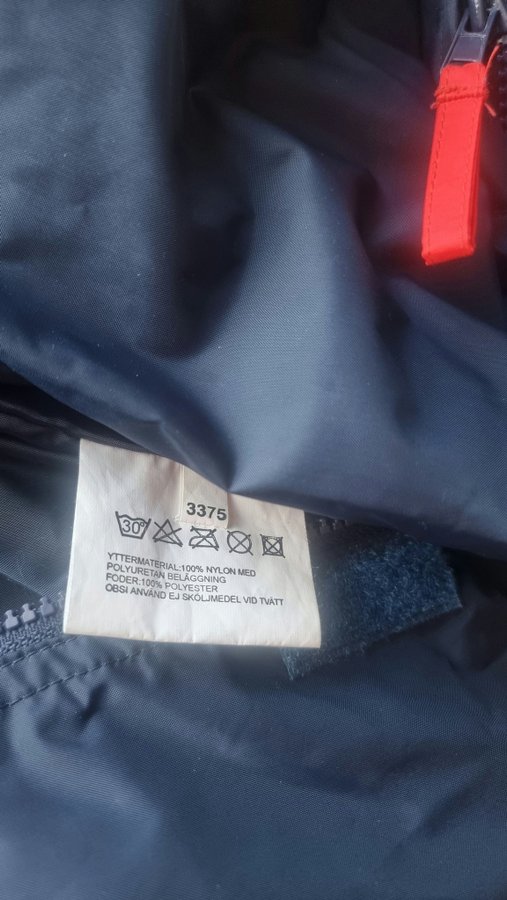 3375
30°
YTTERMATERIAL:100% NYLON MED
POLYURETAN BELÄGGNING
FODER:100% POLYESTER
OBS! ANVÄND EJ SKÖLJMEDEL VID TVÄTT